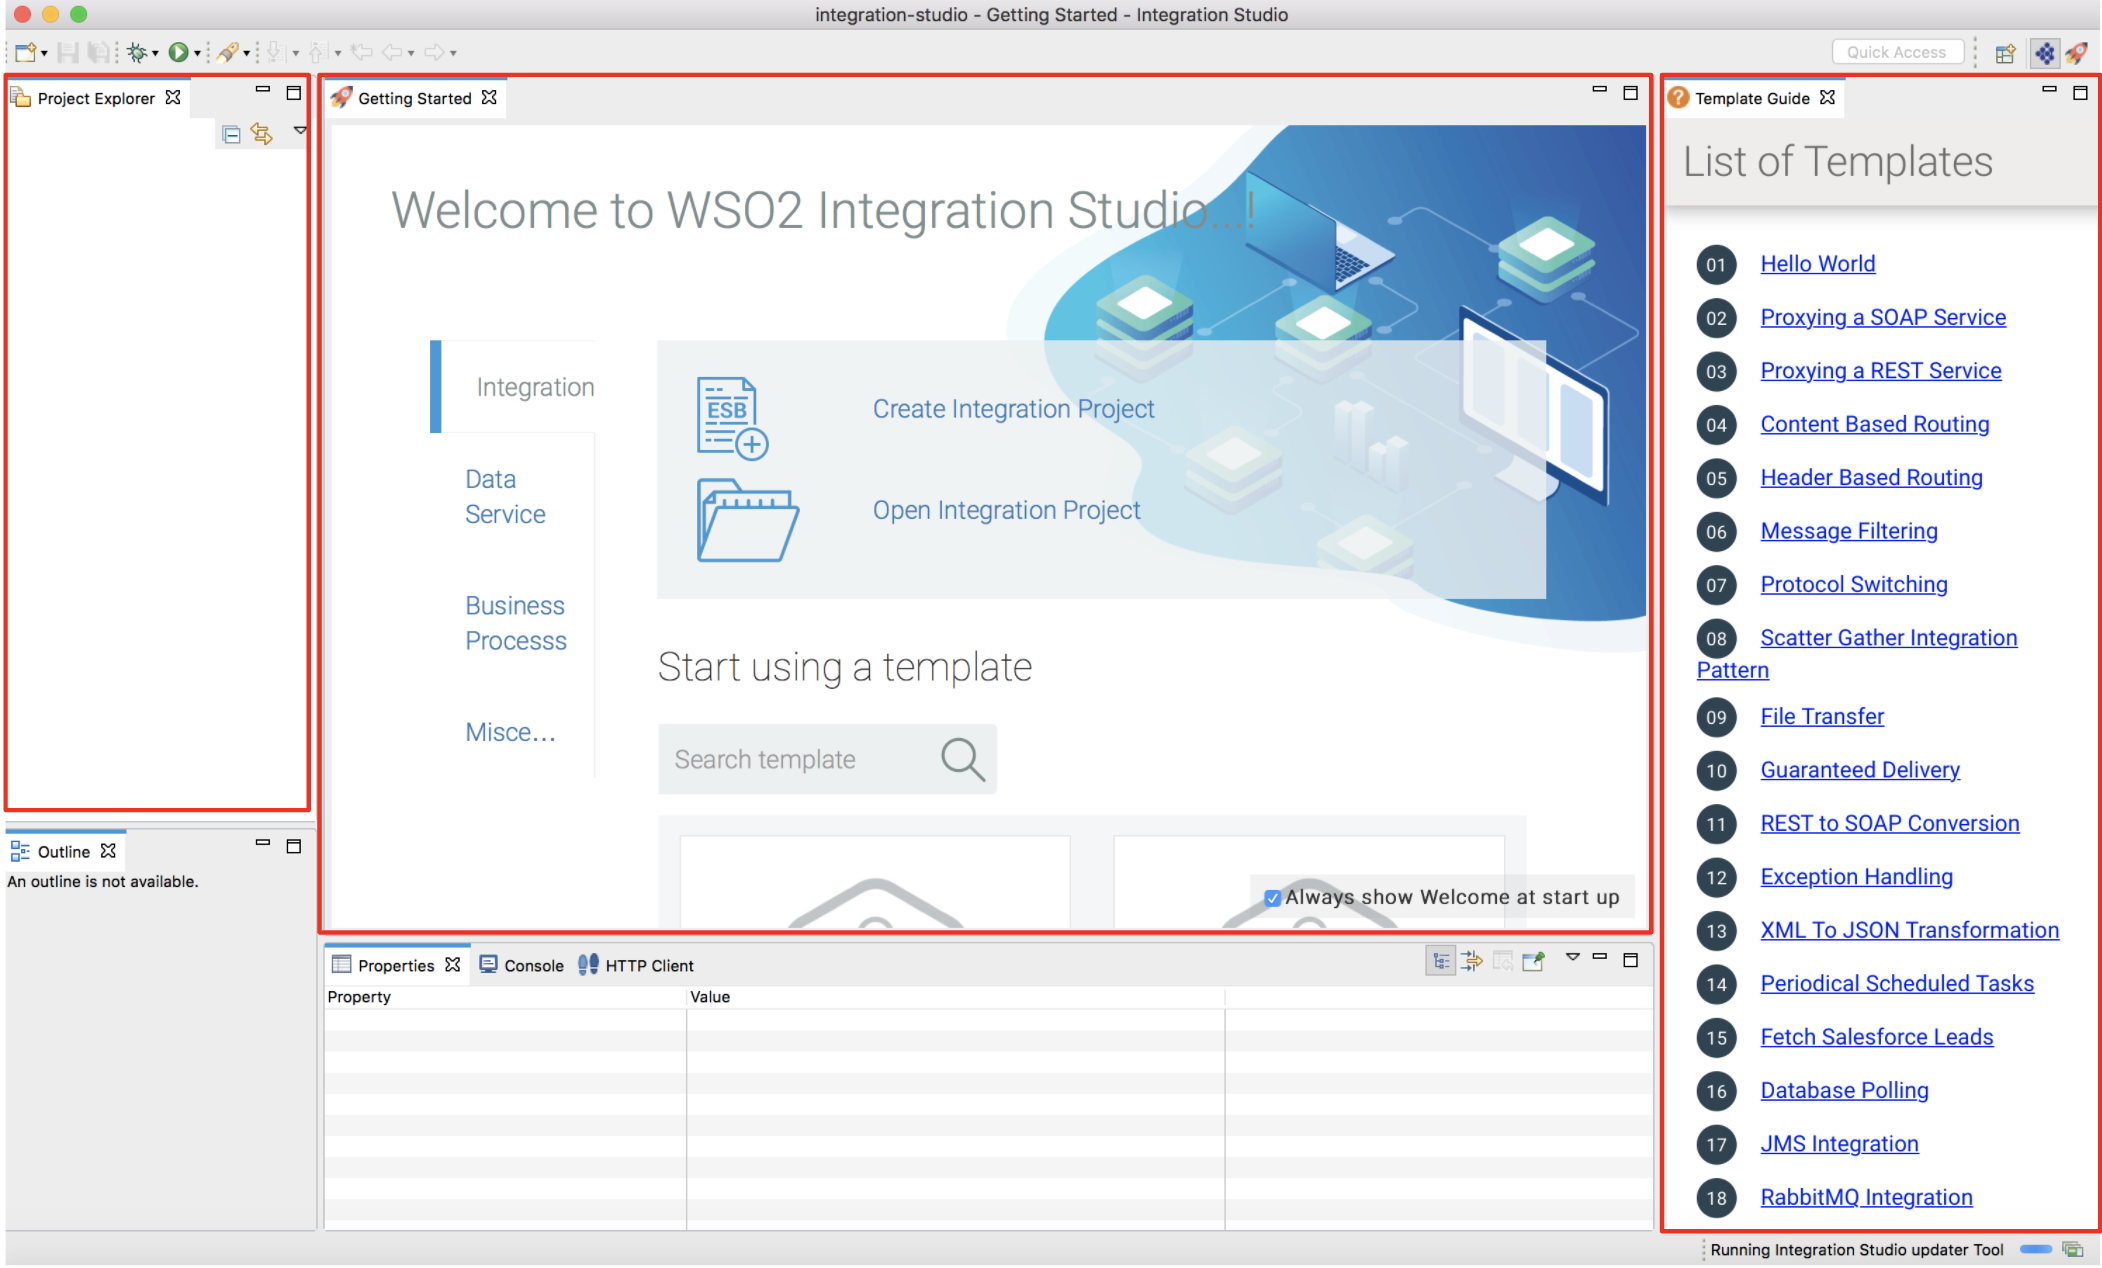 integration-studio - Getting Started - Integration Studio
Quick Access
Project Explorer
Getting Started
Template Guide
List of Templates
Welcome to WSO2 Integration Studio...!
01 Hello World
02 Proxying a SOAP Service
03 Proxying a REST Service
04 Content Based Routing
05 Header Based Routing
06 Message Filtering
07 Protocol Switching
08 Scatter Gather Integration
Pattern
09 File Transfer
10 Guaranteed Delivery
11 REST to SOAP Conversion
12 Exception Handling
13 XML To JSON Transformation
14 Periodical Scheduled Tasks
15 Fetch Salesforce Leads
16 Database Polling
17 JMS Integration
18 RabbitMQ Integration
Integration
Data
Service
Business
Processs
Misce...
ESB
Create Integration Project
Open Integration Project
Start using a template
Search template
Always show Welcome at start up
Outline
An outline is not available.
Properties
Console
HTTP Client
Property
Value
Running Integration Studio updater Tool